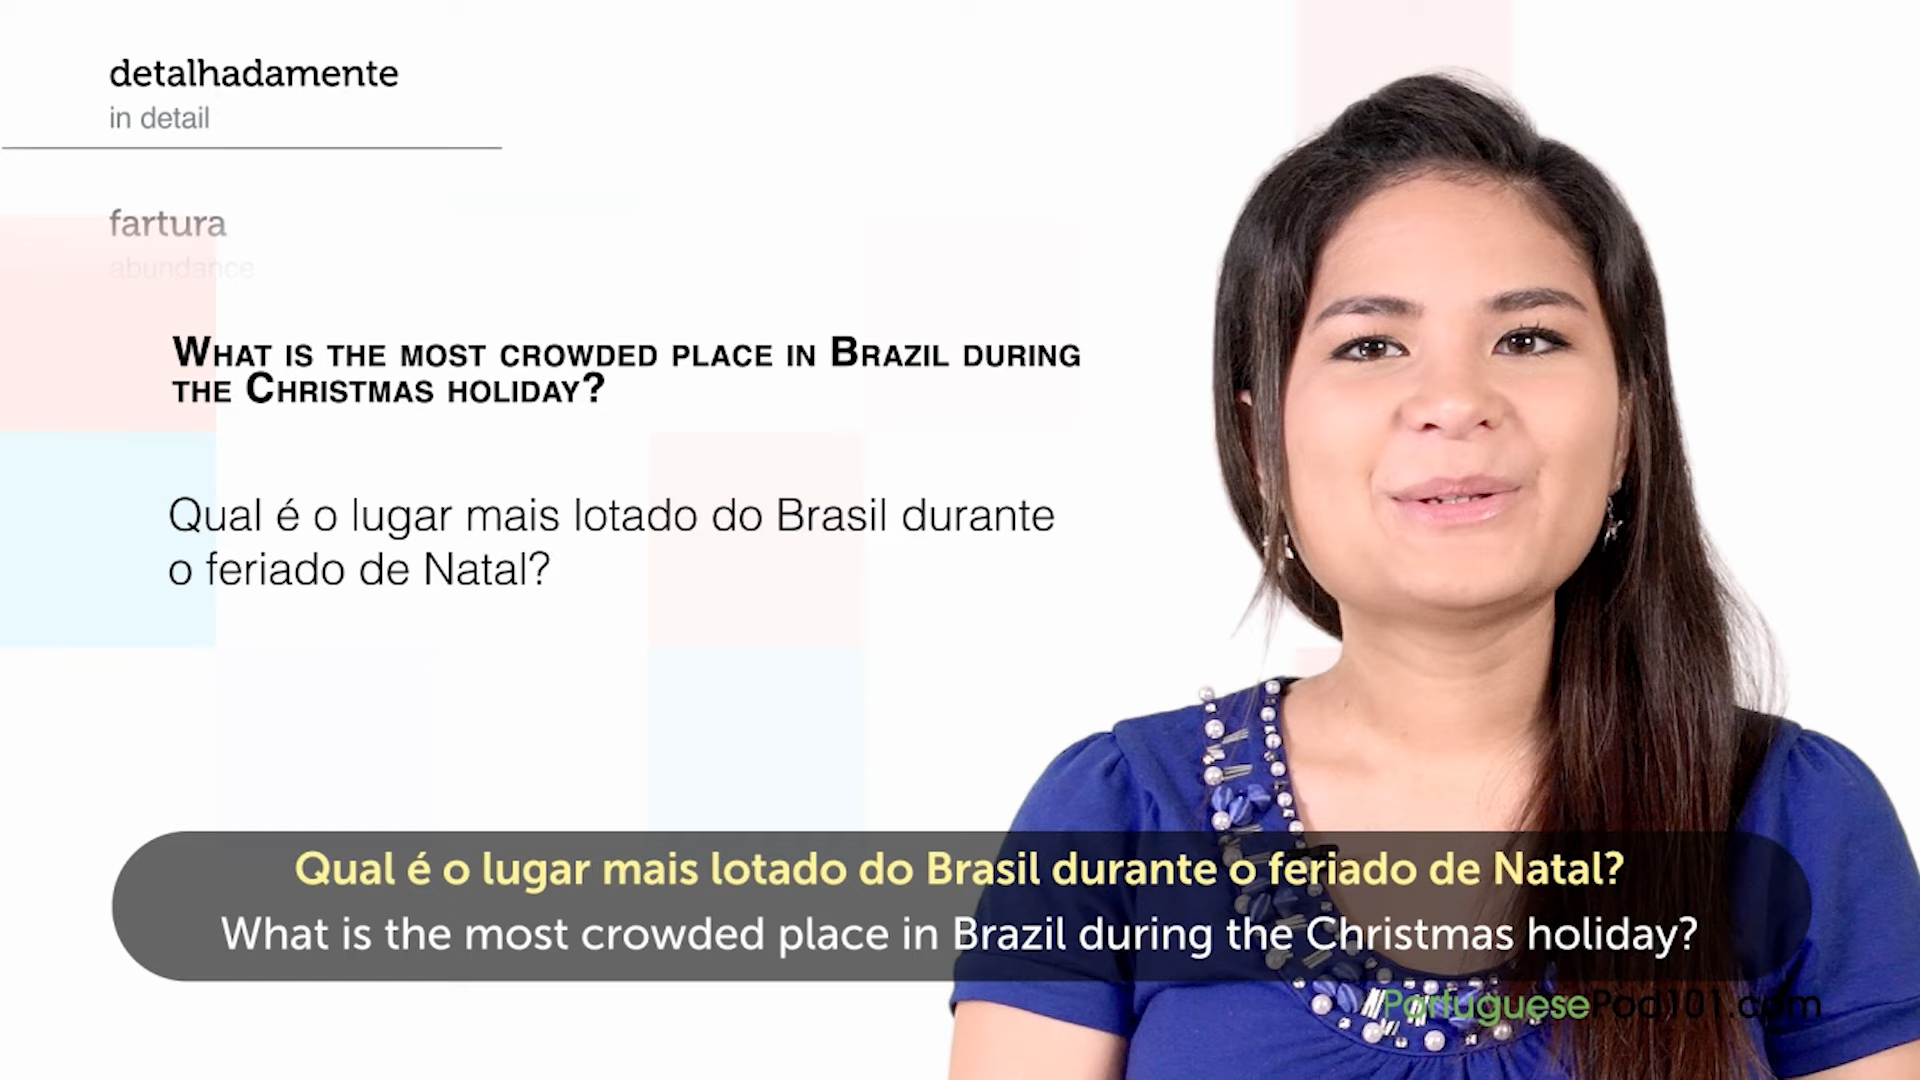 detalhadamente
in detail
fartura
abundance
WHAT IS THE MOST CROWDED PLACE IN BRAZIL DURING
THE CHRISTMAS HOLIDAY?
Qual é o lugar mais lotado do Brasil durante
o feriado de Natal?
Qual é o lugar mais lotado do Brasil durante o feriado de Natal?
What is the most crowded place in Brazil during the Christmas holiday?
PortuguesePod101.com